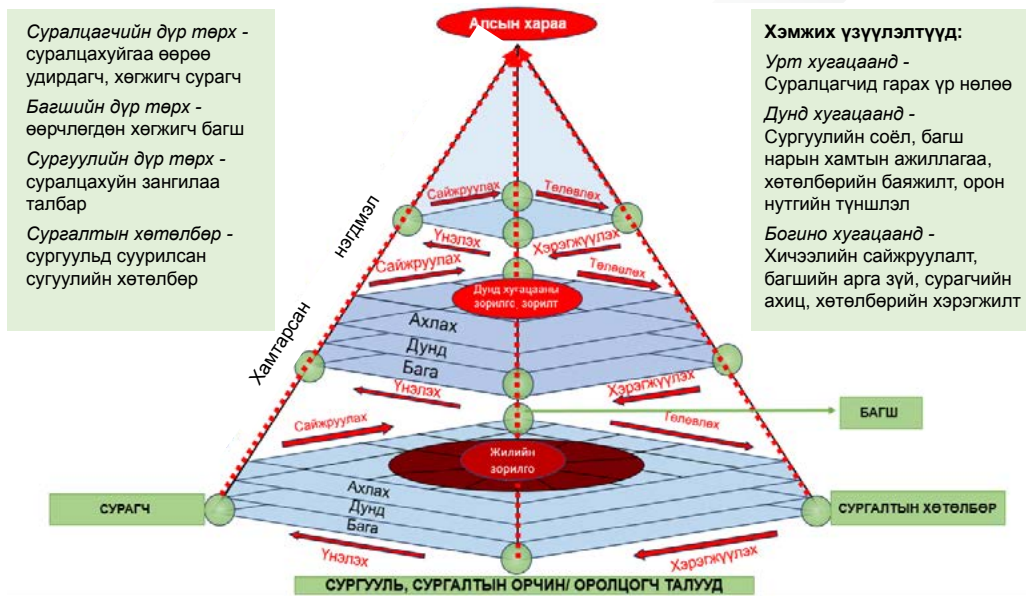 Алсын хараа
Суралцагчийн дүр төрх -
суралцахуйгаа өөрөө
удирдагч, хөгжигч сурагч
Багшийн дүр төрх -
өөрчлөгдөн хөгжигч багш
Сургуулийн дүр төрх -
суралцахуйн зангилаа
талбар
Сургалтын хөтөлбөр -
сургуульд суурилсан
сугуулийн хөтөлбөр
Хэмжих үзүүлэлтүүд:
Урт хугацаанд -
Суралцагчид гарах үр нөлөө
Дунд хугацаанд -
Сургуулийн соёл, багш
нарын хамтын ажиллагаа,
хөтөлбөрийн баяжилт, орон
нутгийн түншлэл
Богино хугацаанд -
Хичээлийн сайжруулалт,
багшийн арга зүй, сурагчийн
ахиц, хөтөлбөрийн хэрэгжилт
Хамтарсан нэгдмэл
Сайжруулах
Төлөвлөх
Үнэлэх
Хэрэгжүүлэх
Сайжруулах
Төлөвлөх
Дунд хугацааны
зорилго, зорилт
Ахлах
Дунд
Бага
Үнэлэх
Хэрэгжүүлэх
БАГШ
Сайжруулах
Төлөвлөх
Жилийн
зорилго
Ахлах
Дунд
Бага
СУРАГЧ
СУРГАЛТЫН ХӨТӨЛБӨР
Үнэлэх
Хэрэгжүүлэх
СУРГУУЛЬ, СУРГАЛТЫН ОРЧИН/ ОРОЛЦОГЧ ТАЛУУД